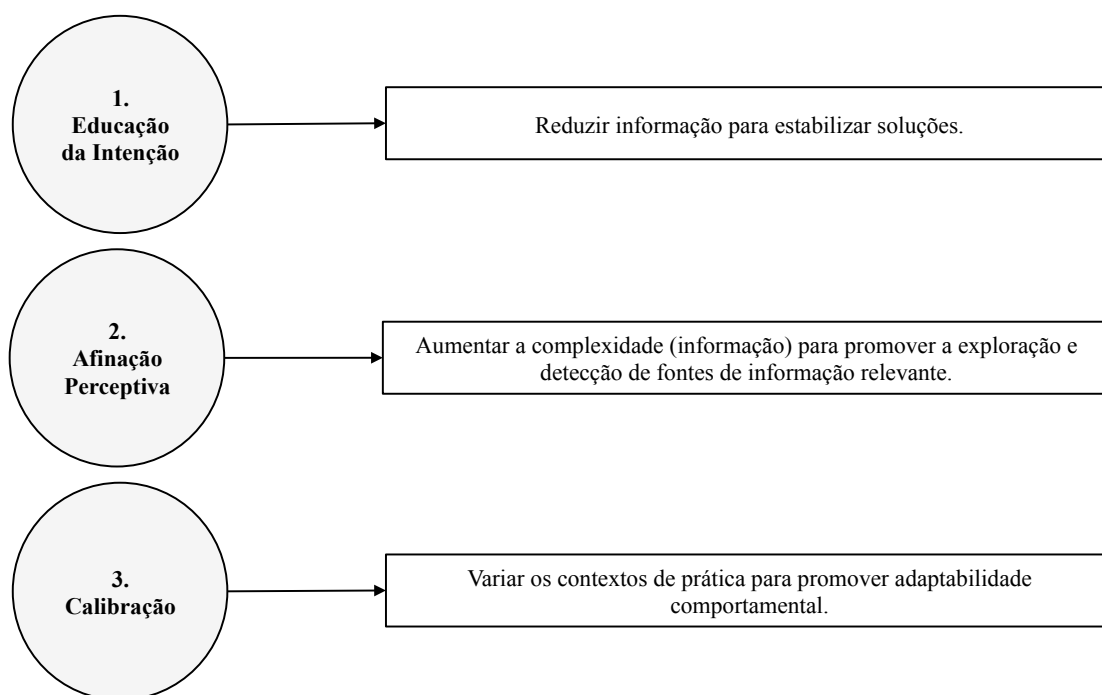 1.
Educação
da Intenção
Reduzir informação para estabilizar soluções.
2.
Afinação
Perceptiva
Aumentar a complexidade (informação) para promover a exploração e
detecção de fontes de informação relevante.
3.
Calibração
Variar os contextos de prática para promover adaptabilidade
comportamental.